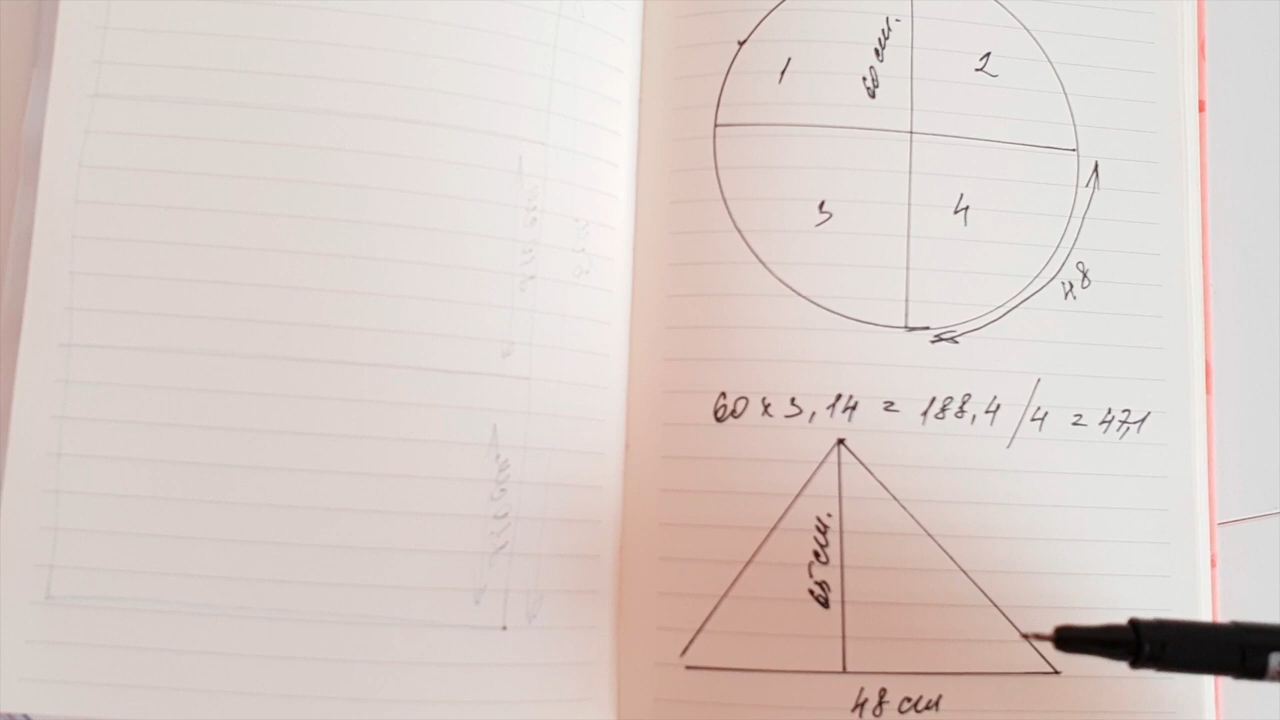 60 см.
1
2
3
4
48
60 x 3,14 = 188,4 / 4 = 47,1
65 см.
48 см